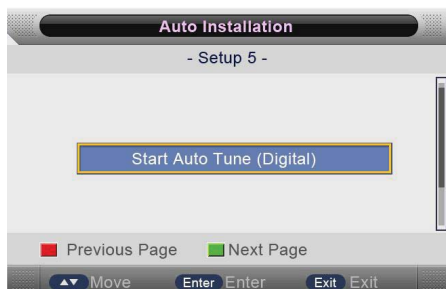 Auto Installation
- Setup 5 -
Start Auto Tune (Digital)
Previous Page Next Page
▲▼ Move Enter Enter Exit Exit